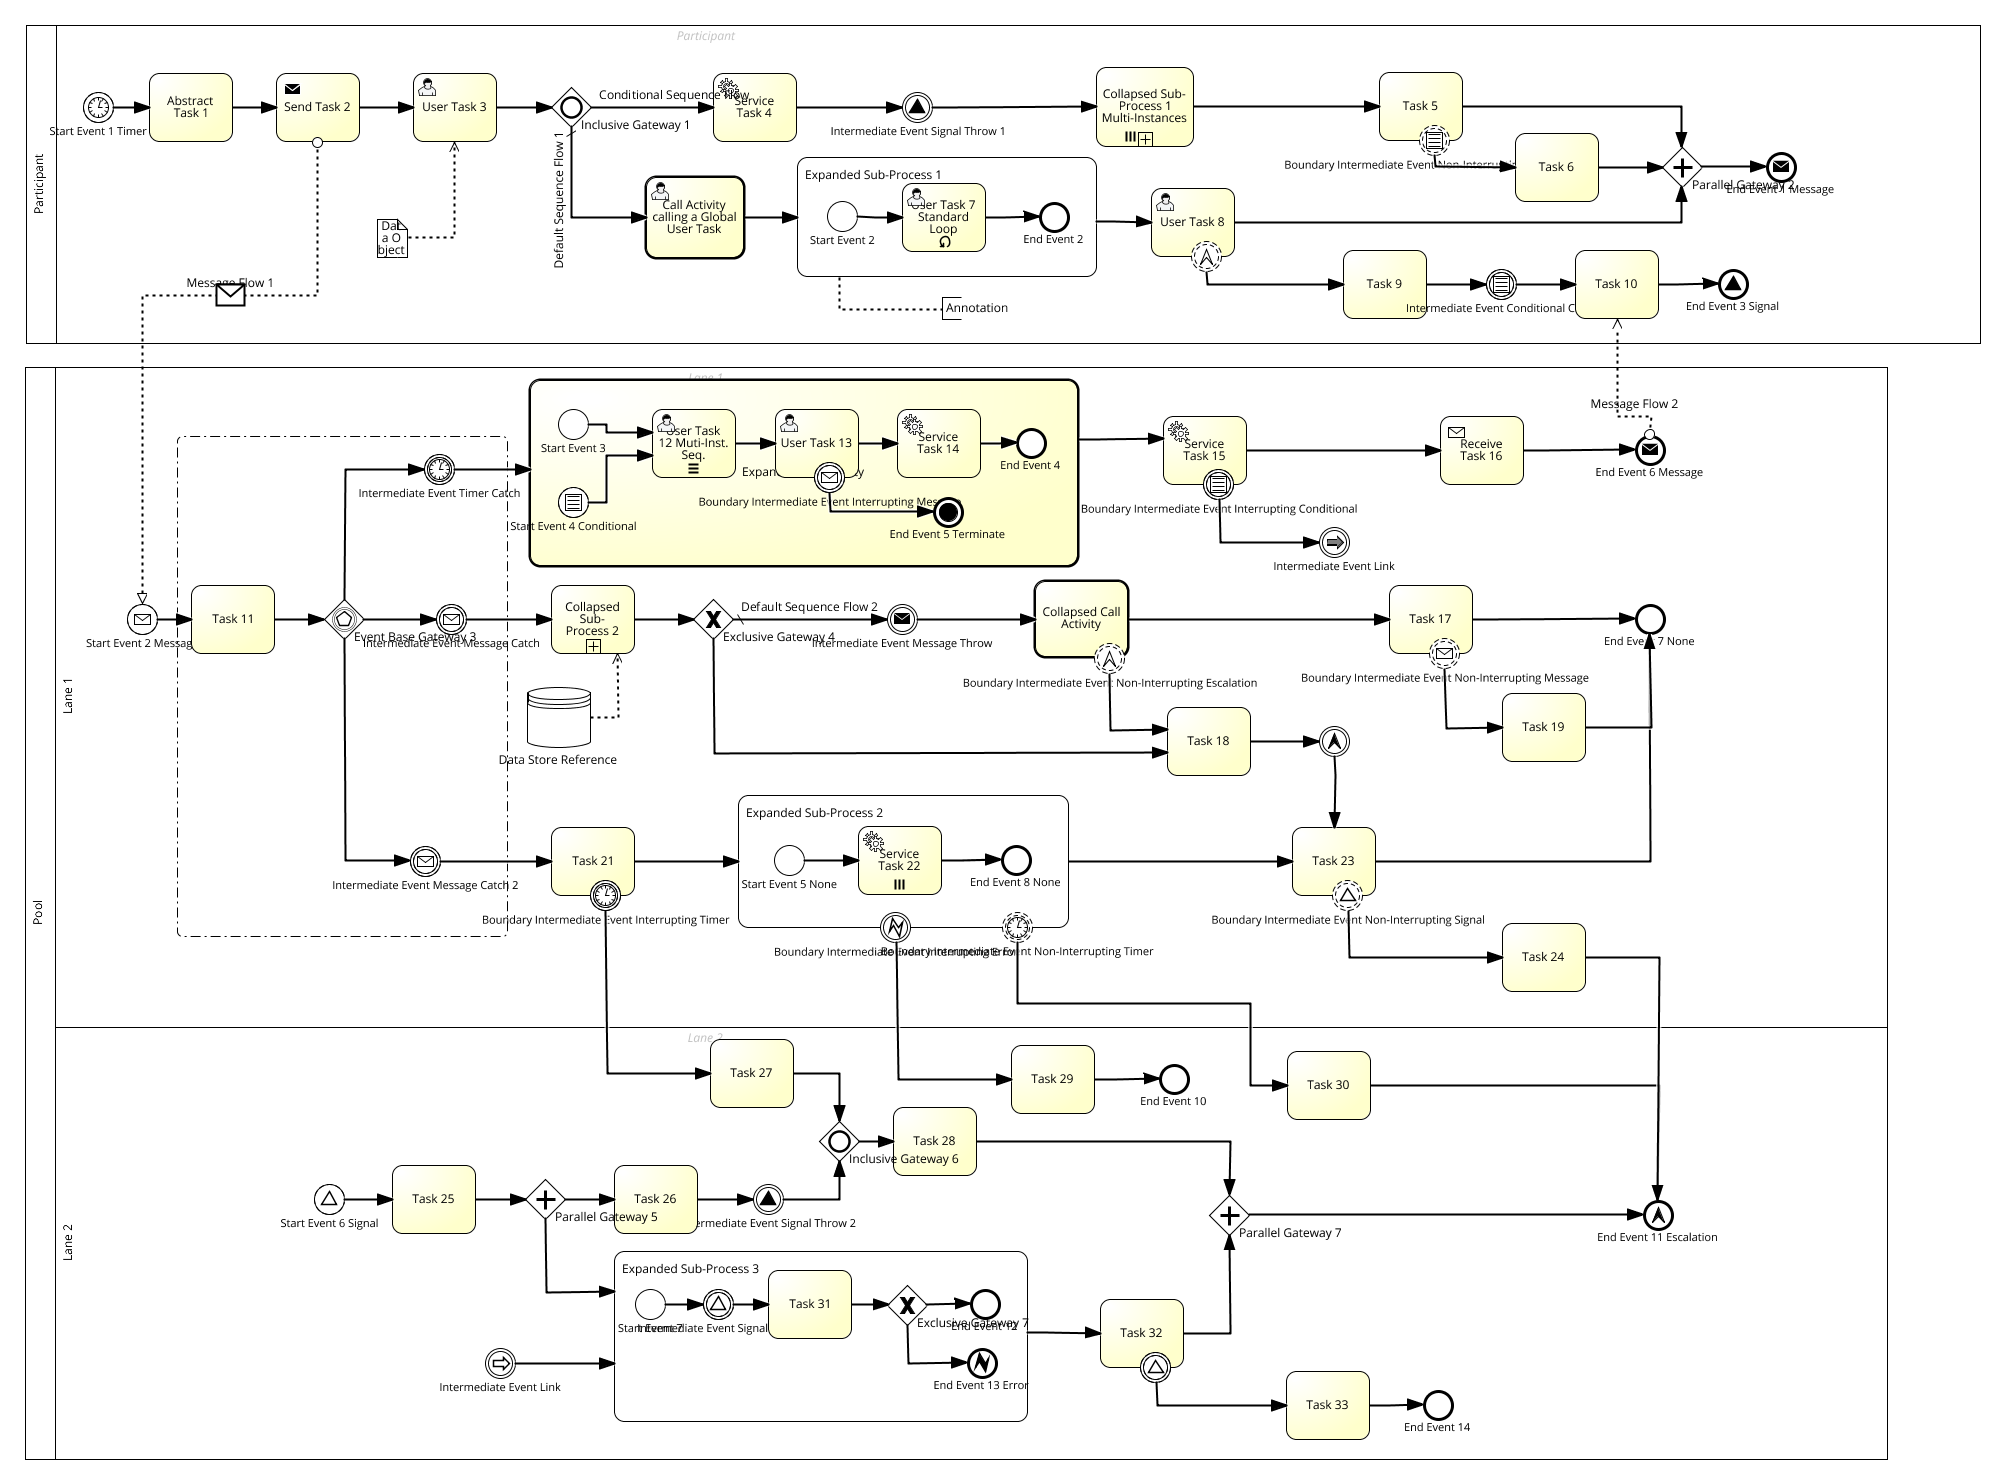 Participant
Participant
Start Event 1 Timer
Abstract
Task 1
Send Task 2
User Task 3
Inclusive Gateway 1
Conditional Sequence Flow
Default Sequence Flow 1
Service
Task 4
Intermediate Event Signal Throw 1
Collapsed Sub-
Process 1
Multi-Instances
Task 5
Boundary Intermediate Event Non-Interrupting
Task 6
Parallel Gateway 2
End Event 1 Message
Dat
a O
bject
Call Activity
calling a Global
User Task
Expanded Sub-Process 1
Start Event 2
User Task 7
Standard
Loop
End Event 2
User Task 8
Message Flow 1
Annotation
Task 9
Intermediate Event Conditional C
Task 10
End Event 3 Signal
Pool
Lane 1
Lane 1
Start Event 3
User Task
12 Muti-Inst.
Seq.
User Task 13
Service
Task 14
End Event 4
Start Event 4 Conditional
Boundary Intermediate Event Interrupting Message
End Event 5 Terminate
Intermediate Event Timer Catch
Service
Task 15
Boundary Intermediate Event Interrupting Conditional
Intermediate Event Link
Receive
Task 16
Message Flow 2
End Event 6 Message
Start Event 2 Messag
Task 11
Event Base Gateway 3
Intermediate Event Message Catch
Collapsed
Sub-
Process 2
Exclusive Gateway 4
Default Sequence Flow 2
Intermediate Event Message Throw
Collapsed Call
Activity
Boundary Intermediate Event Non-Interrupting Escalation
Task 17
Boundary Intermediate Event Non-Interrupting Message
End Event 7 None
Data Store Reference
Task 18
Task 19
Intermediate Event Message Catch 2
Task 21
Boundary Intermediate Event Interrupting Timer
Expanded Sub-Process 2
Start Event 5 None
Service
Task 22
End Event 8 None
Boundary Intermediate Event Interrupting Error
Boundary Intermediate Event Non-Interrupting Timer
Task 23
Boundary Intermediate Event Non-Interrupting Signal
Task 24
Lane 2
Lane 2
Task 27
Task 29
End Event 10
Task 30
Inclusive Gateway 6
Task 28
Start Event 6 Signal
Task 25
Parallel Gateway 5
Task 26
ermediate Event Signal Throw 2
Parallel Gateway 7
End Event 11 Escalation
Expanded Sub-Process 3
Start Event 7
Intermediate Event Signal
Task 31
Exclusive Gateway 7
End Event 12
End Event 13 Error
Intermediate Event Link
Task 32
Task 33
End Event 14